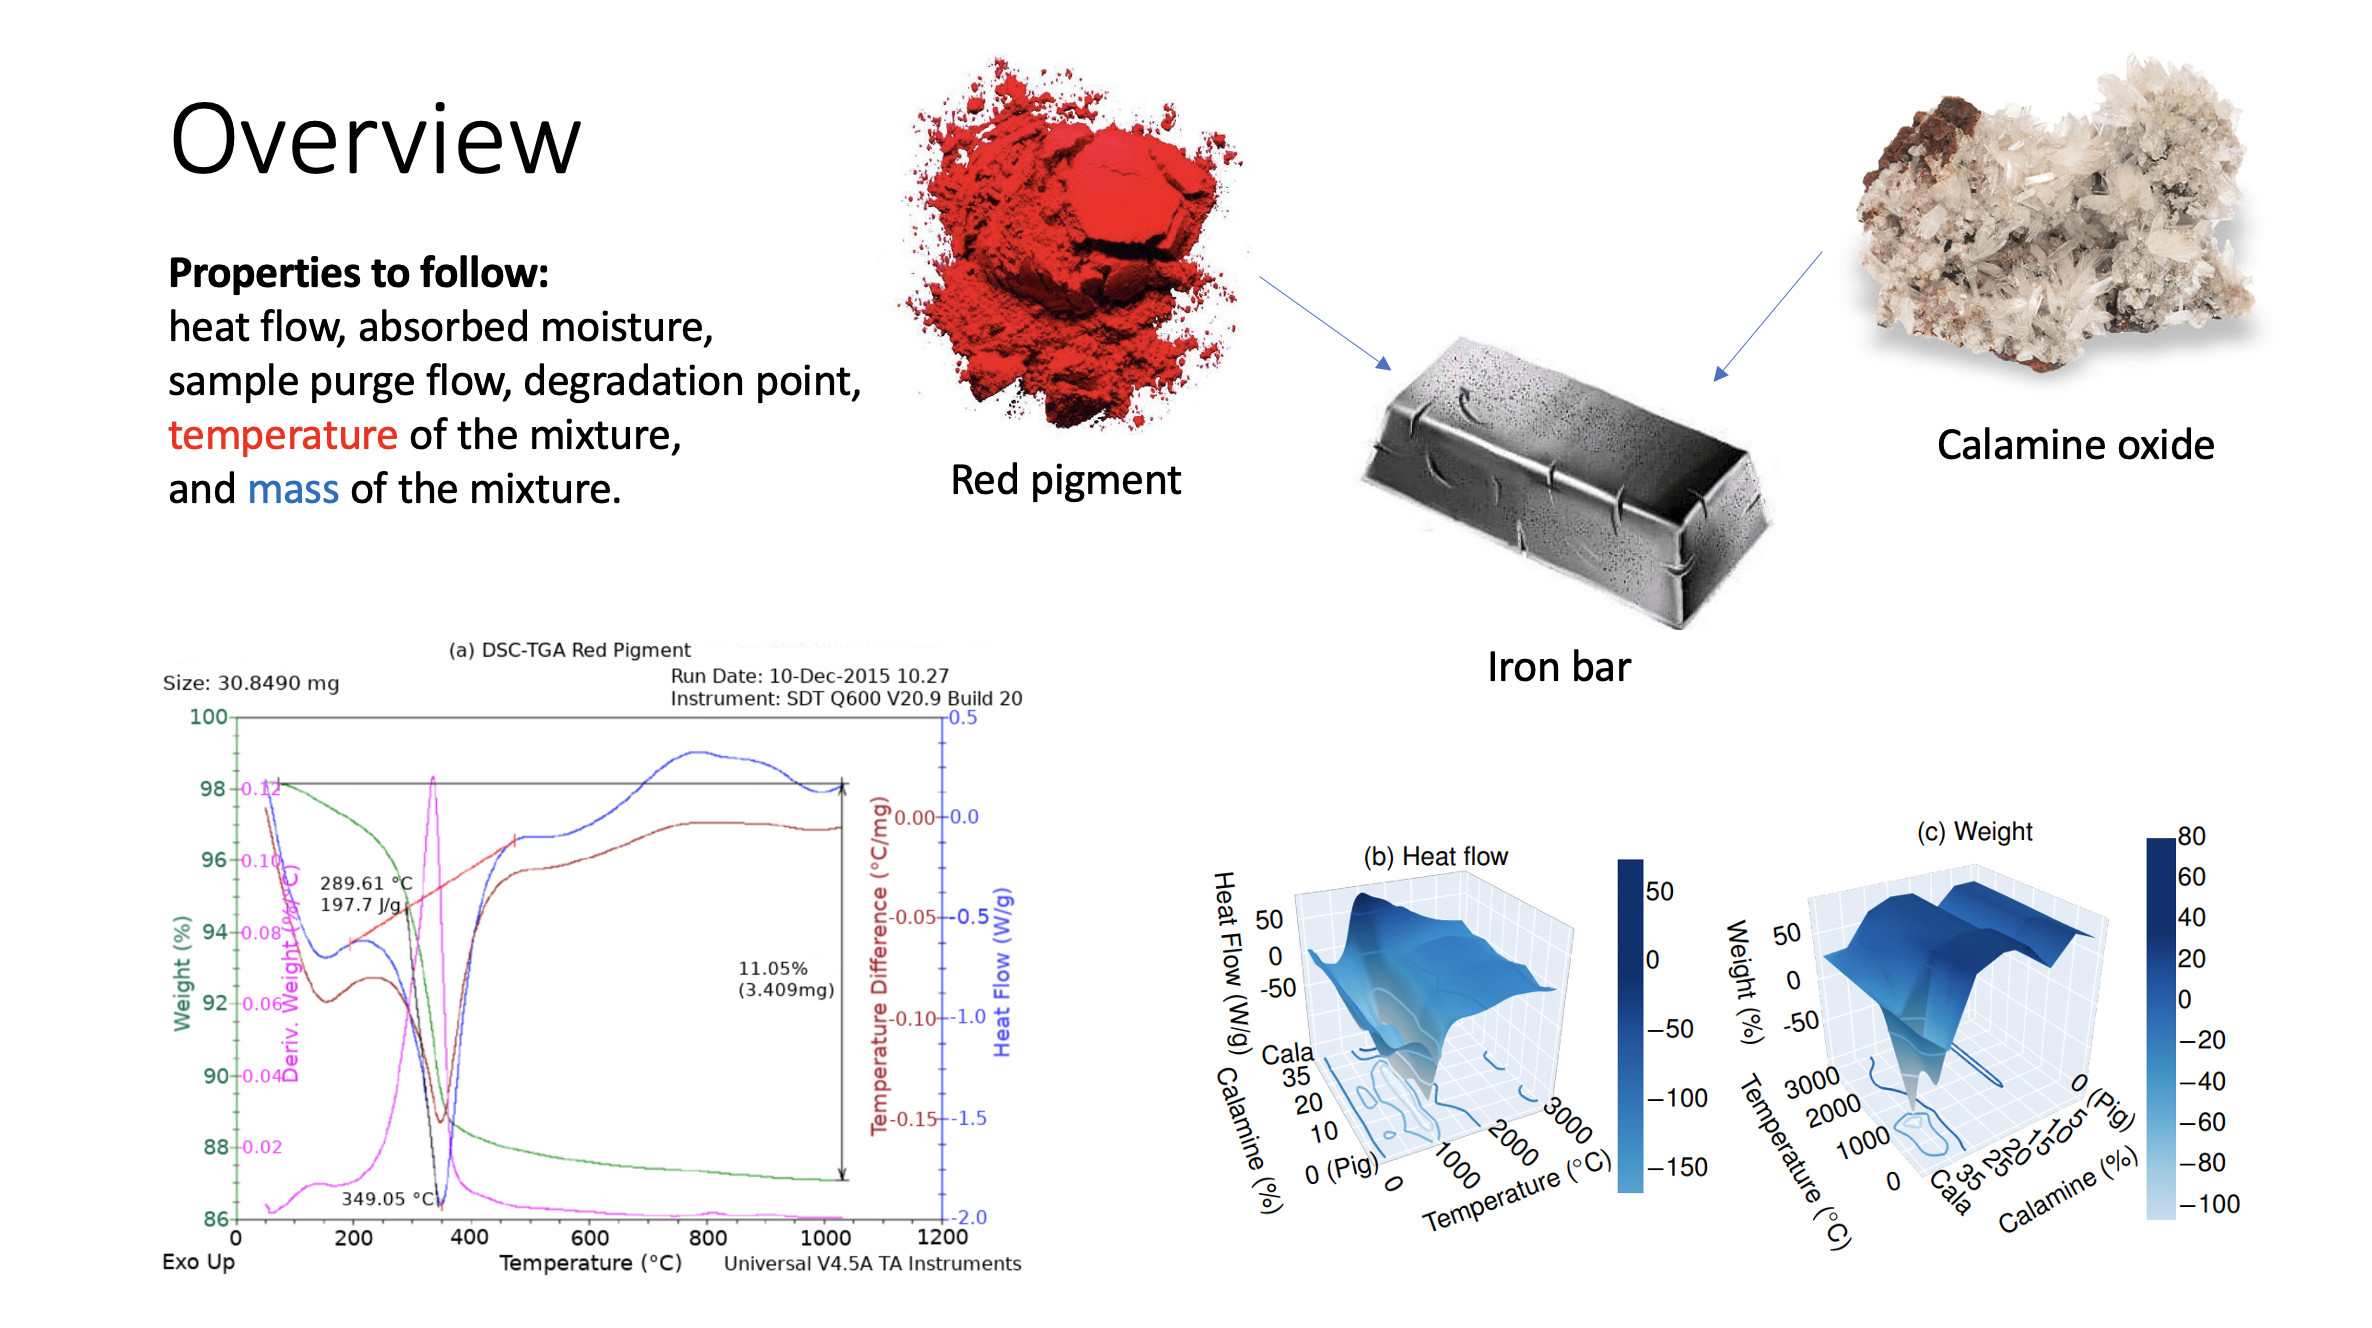 Overview
Properties to follow:
heat flow, absorbed moisture,
sample purge flow, degradation point,
temperature of the mixture,
and mass of the mixture.
Red pigment
Calamine oxide
Iron bar
(a) DSC-TGA Red Pigment
Size: 30.8490 mg
Run Date: 10-Dec-2015 10.27
Instrument: SDT Q600 V20.9 Build 20
100
98
96
94
92
90
88
86
Weight (%)
0.12
0.10
0.08
0.06
0.04
0.02
Deriv. Weight (%/°C)
289.61 °C
197.7 J/g
349.05 °C
11.05%
(3.409mg)
Temperature Difference (°C/mg)
0.00
-0.05
-0.10
-0.15
0.5
0.0
-0.5
-1.0
-1.5
-2.0
Heat Flow (W/g)
0
200
400
600
800
1000
1200
Exo Up
Temperature (°C)
Universal V4.5A TA Instruments
(b) Heat flow
Heat Flow (W/g)
50
0
-50
Cala
35
20
10
0 (Pig)
Calamine (%)
0
1000
2000
3000
Temperature (°C)
50
0
−50
−100
−150
(c) Weight
Weight (%)
50
0
-50
3000
2000
1000
0
Temperature (°C)
Cala
35
25
20
15
10
5
0 (Pig)
Calamine (%)
80
60
40
20
0
−20
−40
−60
−80
−100